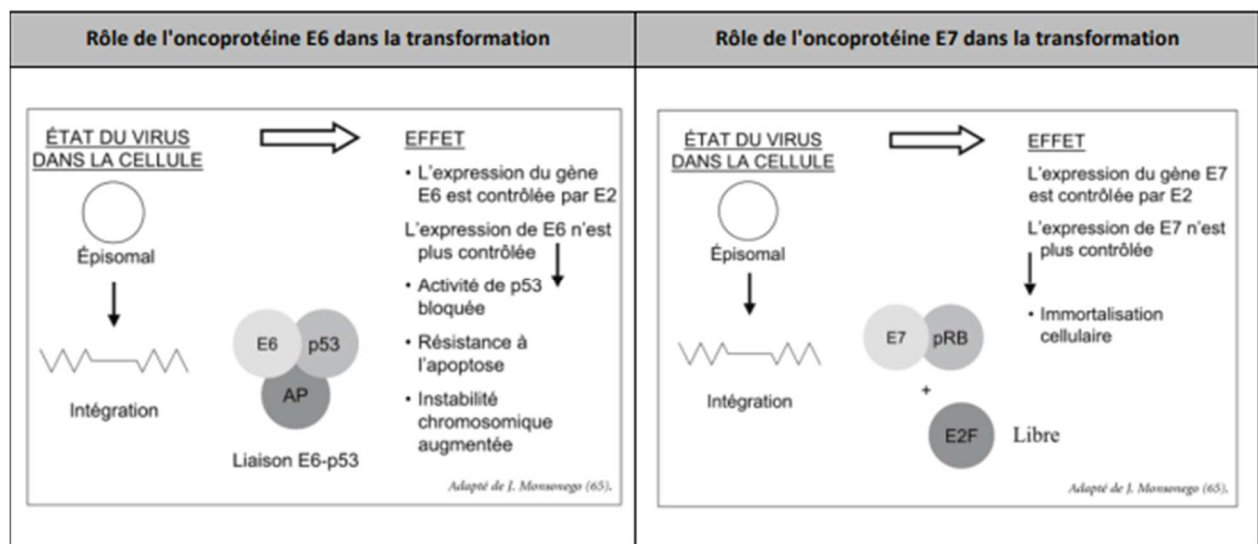 Rôle de l'oncoprotéine E6 dans la transformation
ÉTAT DU VIRUS
DANS LA CELLULE
Épisomal
Intégration
E6
p53
AP
Liaison E6-p53
EFFET
• L'expression du gène
E6 est contrôlée par E2
L'expression de E6 n'est
plus contrôlée
• Activité de p53
bloquée
• Résistance à
l'apoptose
• Instabilité
chromosomique
augmentée
Adapté de J. Monsonego (65).
Rôle de l'oncoprotéine E7 dans la transformation
ÉTAT DU VIRUS
DANS LA CELLULE
Épisomal
Intégration
E7
pRB
+
E2F
Libre
EFFET
L'expression du gène E7
est contrôlée par E2
L'expression de E7 n'est
plus contrôlée
• Immortalisation
cellulaire
Adapté de J. Monsonego (65).